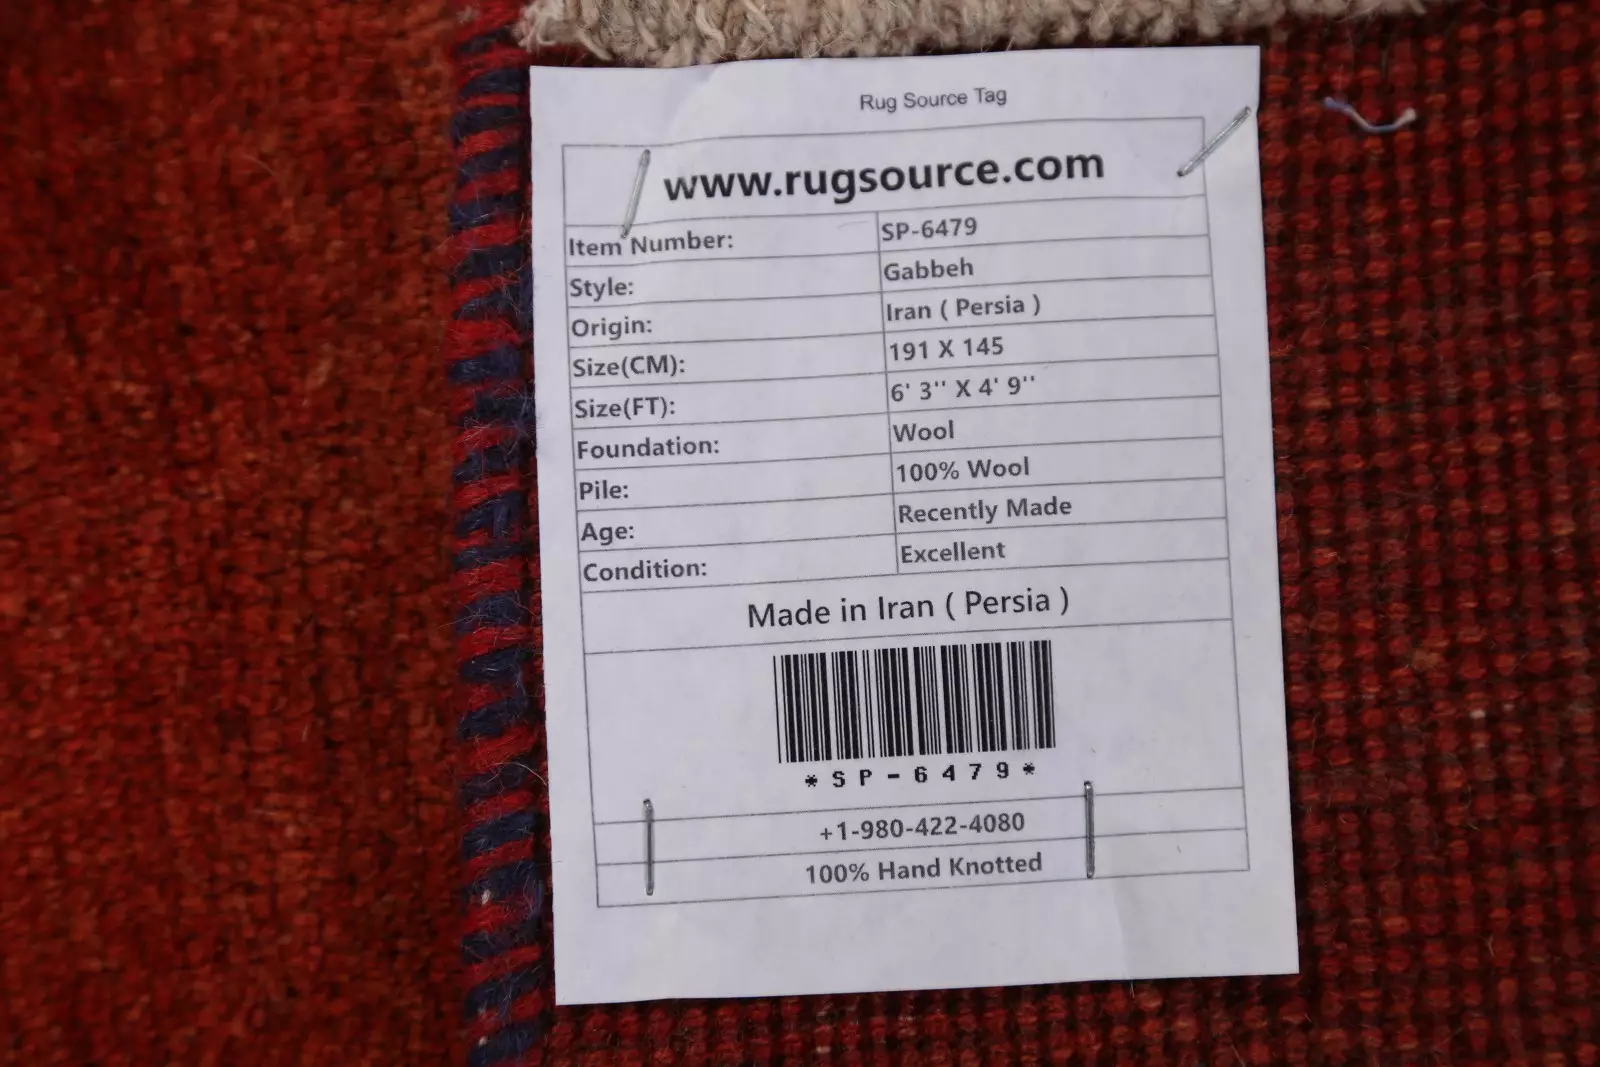 Rug Source Tag
www.rugsource.com
Item Number: SP-6479
Style: Gabbeh
Origin: Iran ( Persia )
Size(CM): 191 X 145
Size(FT): 6' 3'' X 4' 9''
Foundation: Wool
Pile: 100% Wool
Age: Recently Made
Condition: Excellent
Made in Iran ( Persia )
*SP-6479*
+1-980-422-4080
100% Hand Knotted